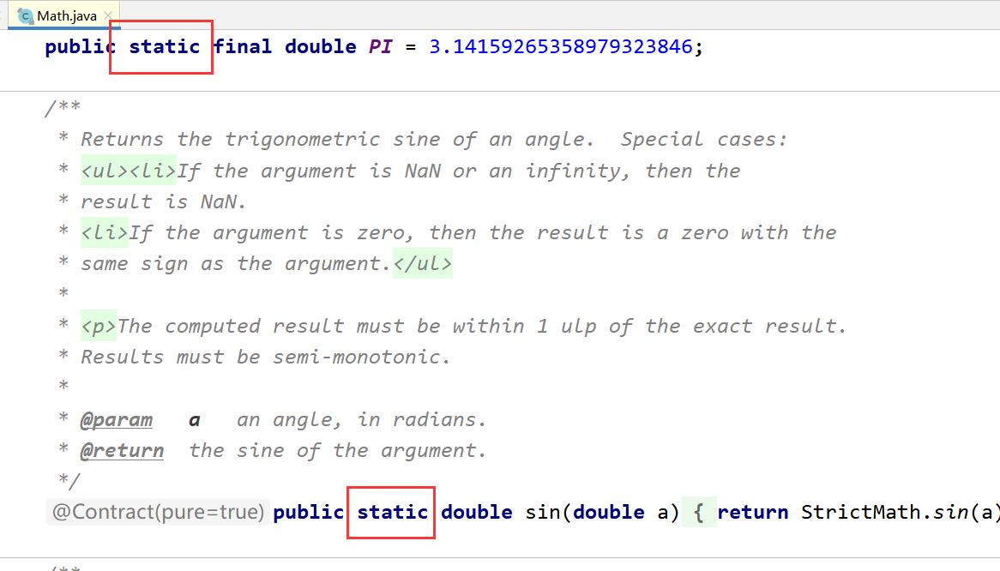 Math.java
public static final double PI = 3.14159265358979323846;
/**
* Returns the trigonometric sine of an angle.  Special cases:
* <ul><li>If the argument is NaN or an infinity, then the
* result is NaN.
* <li>If the argument is zero, then the result is a zero with the
* same sign as the argument.</ul>
*
* <p>The computed result must be within 1 ulp of the exact result.
* Results must be semi-monotonic.
*
* @param   a   an angle, in radians.
* @return  the sine of the argument.
*/
@Contract(pure=true) public static double sin(double a) { return StrictMath.sin(a)
/**